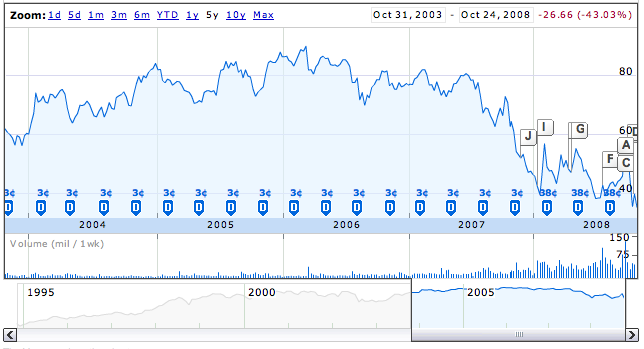 Zoom: 1d 5d 1m 3m 6m YTD 1y 5y 10y Max Oct 31, 2003 - Oct 24, 2008 -26.66 (-43.03%)
80
60
40
J I G A F C D
3¢ 3¢ 3¢ 3¢ 3¢ 3¢ 3¢ 3¢ 3¢ 3¢ 3¢ 3¢ 3¢ 3¢ 3¢ 3¢ 3¢ 38¢ 38¢ 38¢
D D D D D D D D D D D D D D D D D D D D
2004 2005 2006 2007 2008
Volume (mil / 1wk)
150
75
1995 2000 2005